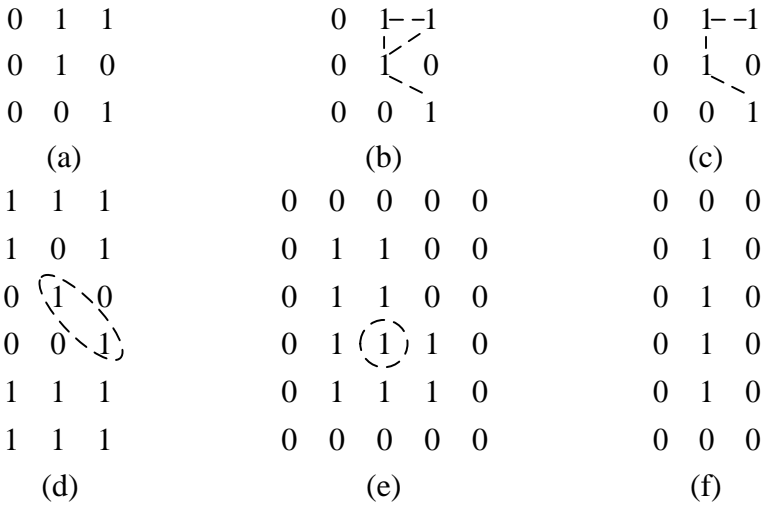 0 1 1 0 1 1 0 1 1
0 1 0 0 1 0 0 1 0
0 0 1 0 0 1 0 0 1
(a) (b) (c)
1 1 1 0 0 0 0 0 0 0 0
1 0 1 0 1 1 0 0 0 1 0
0 1 0 0 1 1 0 0 0 1 0
0 0 1 0 1 1 1 0 0 1 0
1 1 1 0 1 1 1 0 0 1 0
1 1 1 0 0 0 0 0 0 0 0
(d) (e) (f)